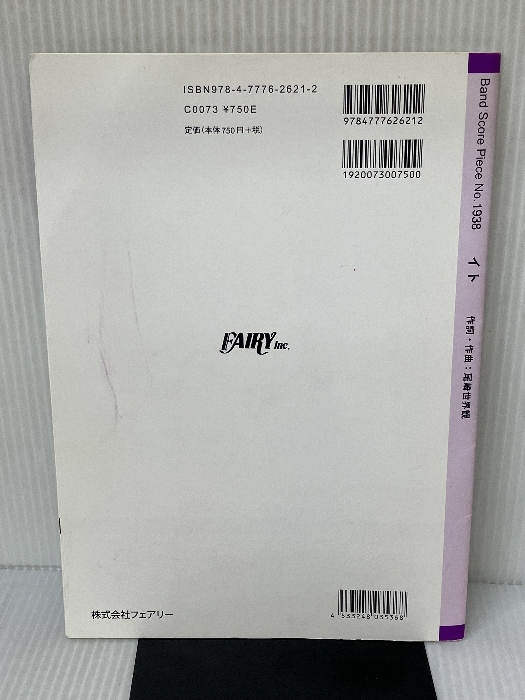 ISBN978-4-7776-2621-2
C0073 ¥750E
定価(本体750円+税)
9784777626212
1920073007500
Band Score Piece No.1938 イト 作詞・作曲:尾崎世界観
FAIRY Inc.
株式会社フェアリー
4533248035368